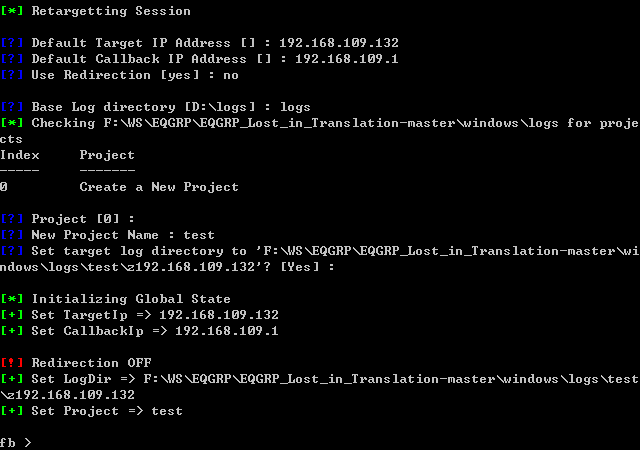 [*] Retargetting Session
[?] Default Target IP Address [] : 192.168.109.132
[?] Default Callback IP Address [] : 192.168.109.1
[?] Use Redirection [yes] : no
[?] Base Log directory [D:\logs] : logs
[*] Checking F:\WS\EQGRP\EQGRP_Lost_in_Translation-master\windows\logs for proje
cts
Index     Project
-----     -------
0         Create a New Project
[?] Project [0] :
[?] New Project Name : test
[?] Set target log directory to 'F:\WS\EQGRP\EQGRP_Lost_in_Translation-master\wi
ndows\logs\test\z192.168.109.132'? [Yes] :
[*] Initializing Global State
[+] Set TargetIp => 192.168.109.132
[+] Set CallbackIp => 192.168.109.1
[!] Redirection OFF
[+] Set LogDir => F:\WS\EQGRP\EQGRP_Lost_in_Translation-master\windows\logs\test
\z192.168.109.132
[+] Set Project => test
fb >